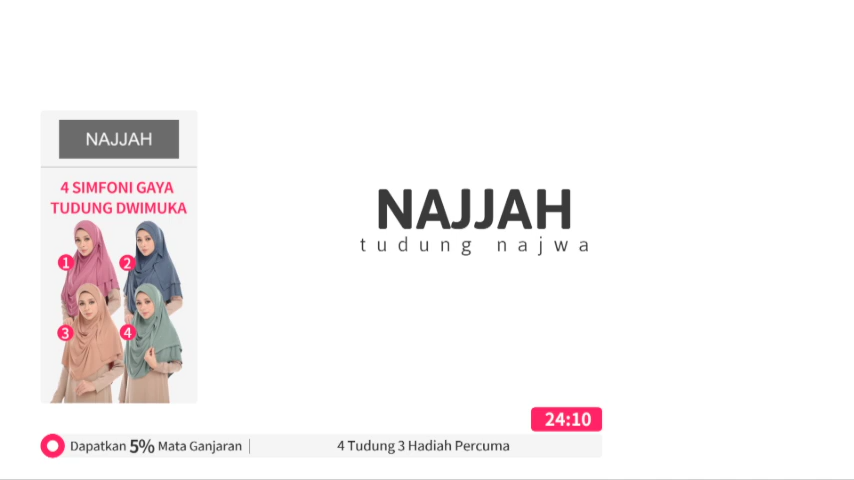 NAJJAH
4 SIMFONI GAYA
TUDUNG DWIMUKA
1
2
3
4
NAJJAH
tudung najwa
24:10
Dapatkan 5% Mata Ganjaran
4 Tudung 3 Hadiah Percuma